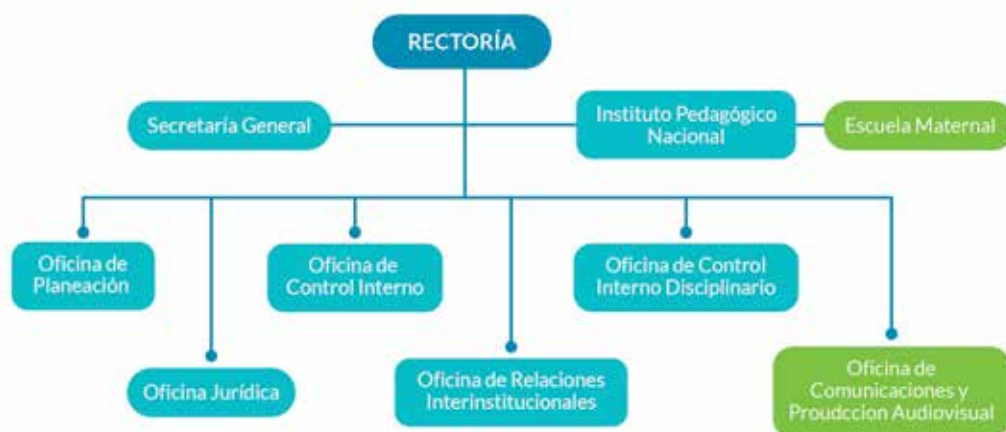 RECTORÍA
Secretaría General
Instituto Pedagógico
Nacional
Escuela Maternal
Oficina de
Planeación
Oficina de
Control Interno
Oficina de Control
Interno Disciplinario
Oficina Jurídica
Oficina de Relaciones
Interinstitucionales
Oficina de
Comunicaciones y
Proudccion Audiovisual